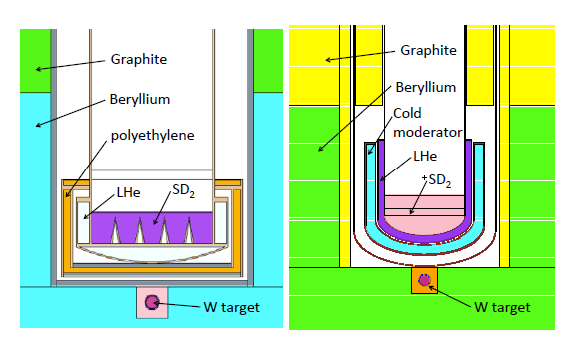 Graphite
Beryllium
polyethylene
LHe
SD2
W target
Graphite
Beryllium
Cold
moderator
LHe
+SD2
W target